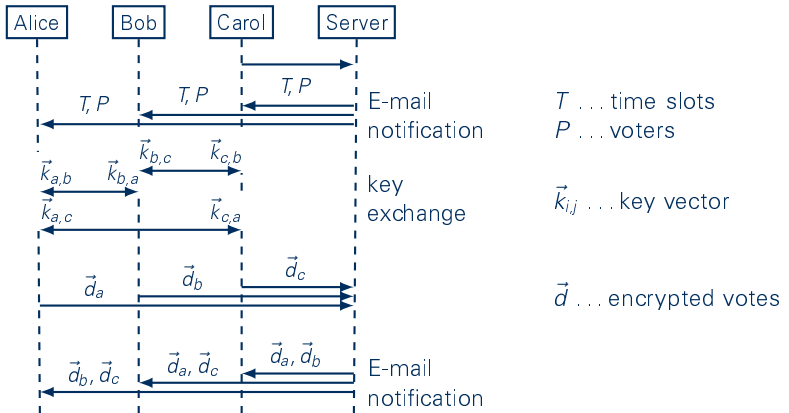 Alice Bob Carol Server
T, P T, P T, P E-mail notification
T ... time slots
P ... voters
k⃗b,c k⃗c,b
k⃗a,b k⃗b,a
key exchange
k⃗a,c k⃗c,a
k⃗i,j ... key vector
d⃗a d⃗b d⃗c
d⃗ ... encrypted votes
d⃗b, d⃗c d⃗a, d⃗c d⃗a, d⃗b
E-mail notification